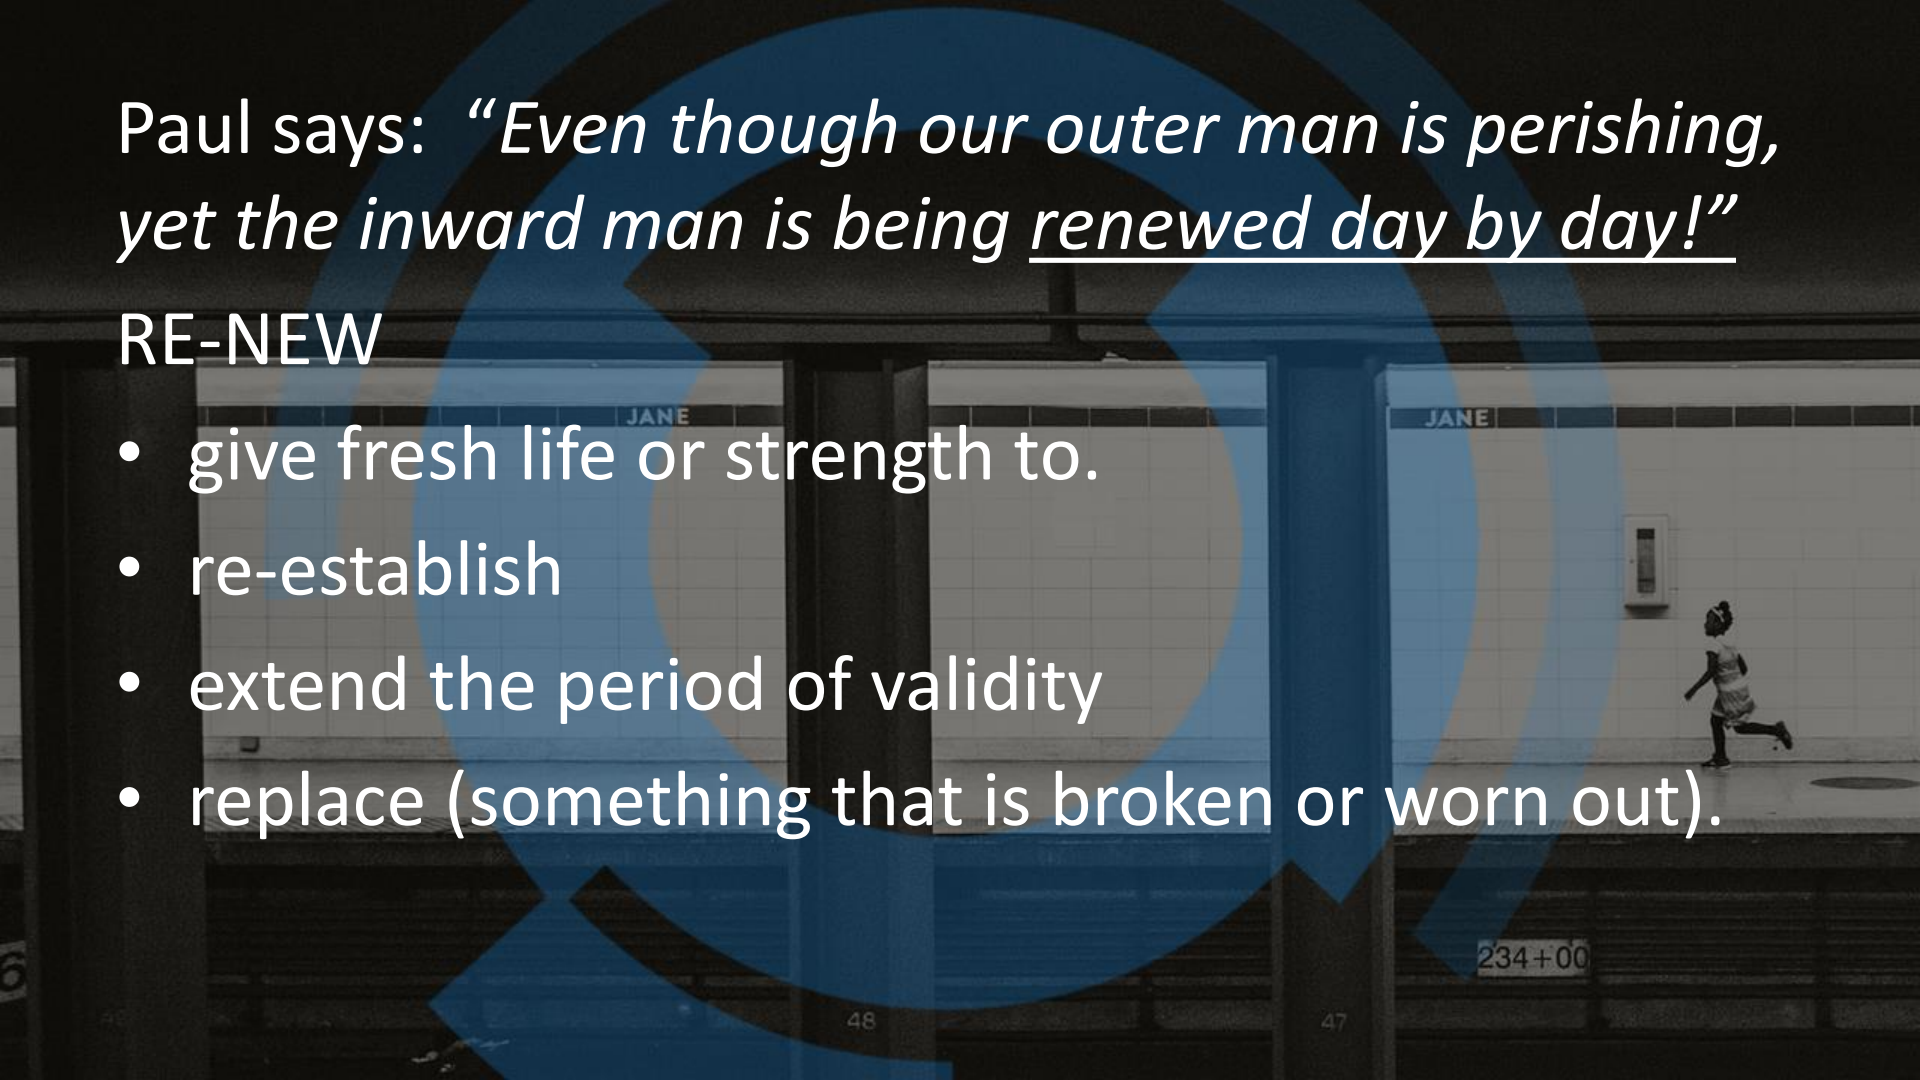 Paul says:  “Even though our outer man is perishing,
yet the inward man is being renewed day by day!”
RE-NEW
JANE
JANE
• give fresh life or strength to.
• re-establish
• extend the period of validity
• replace (something that is broken or worn out).
234+00
6
48
47